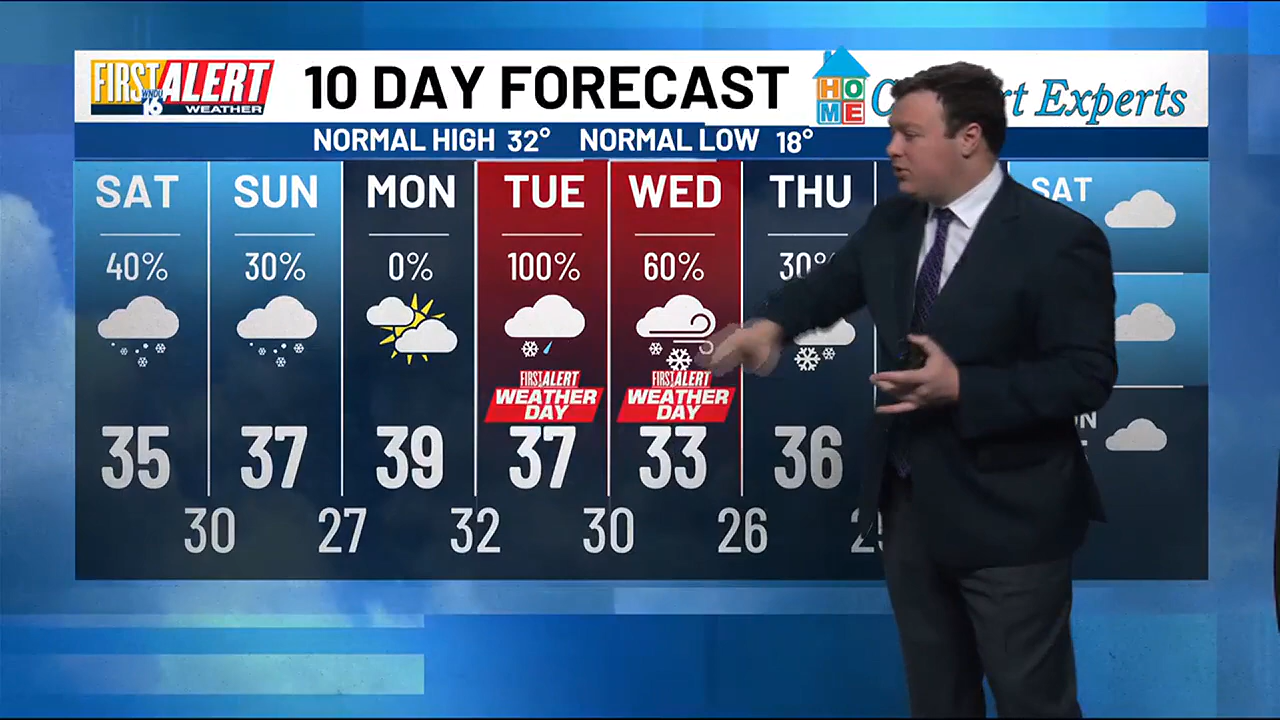 FIRST ALERT
WNDU
16
WEATHER
10 DAY FORECAST
HOME
Experts
NORMAL HIGH 32° NORMAL LOW 18°
SAT SUN MON TUE WED THU SAT
40% 30% 0% 100% 60% 30%
FIRST ALERT FIRST ALERT
WEATHER WEATHER
DAY DAY
35 37 39 37 33 36
30 27 32 30 26